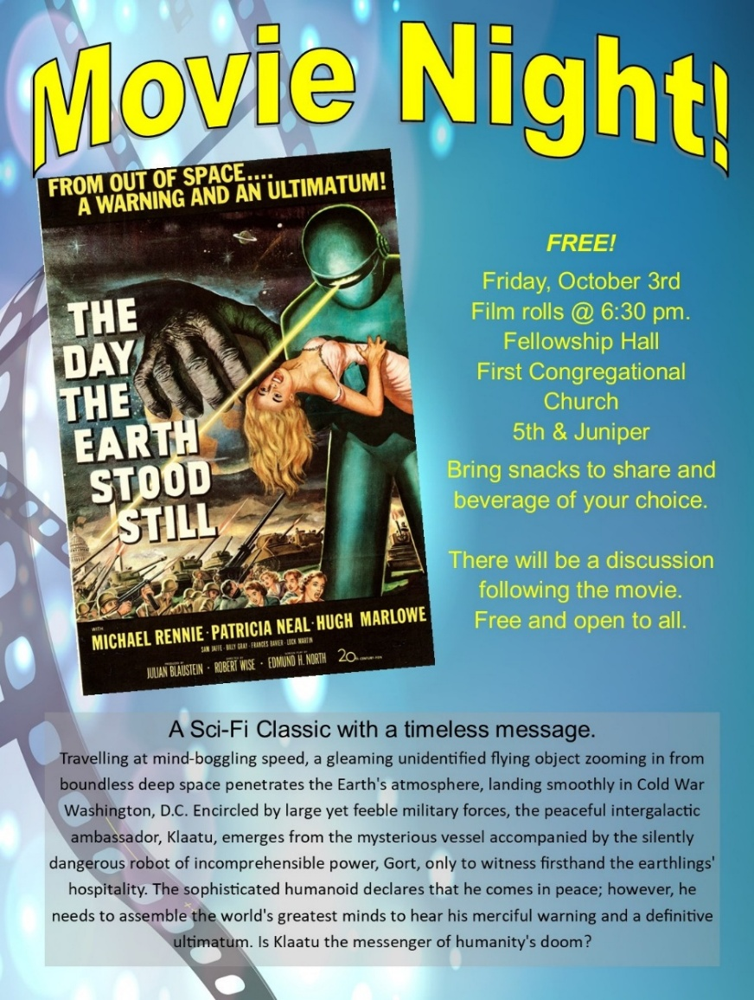 Movie Night!
FROM OUT OF SPACE....
A WARNING AND AN ULTIMATUM!
THE
DAY
THE
EARTH
STOOD
STILL
WITH
MICHAEL RENNIE · PATRICIA NEAL · HUGH MARLOWE
SAM JAFFE · BILLY GRAY · FRANCES BAVIER · LOCK MARTIN
PRODUCED BY DIRECTED BY SCREEN PLAY BY
JULIAN BLAUSTEIN · ROBERT WISE · EDMUND H. NORTH 20th CENTURY FOX
FREE!
Friday, October 3rd
Film rolls @ 6:30 pm.
Fellowship Hall
First Congregational
Church
5th & Juniper
Bring snacks to share and
beverage of your choice.
There will be a discussion
following the movie.
Free and open to all.
A Sci-Fi Classic with a timeless message.
Travelling at mind-boggling speed, a gleaming unidentified flying object zooming in from
boundless deep space penetrates the Earth's atmosphere, landing smoothly in Cold War
Washington, D.C. Encircled by large yet feeble military forces, the peaceful intergalactic
ambassador, Klaatu, emerges from the mysterious vessel accompanied by the silently
dangerous robot of incomprehensible power, Gort, only to witness firsthand the earthlings'
hospitality. The sophisticated humanoid declares that he comes in peace; however, he
needs to assemble the world's greatest minds to hear his merciful warning and a definitive
ultimatum. Is Klaatu the messenger of humanity's doom?